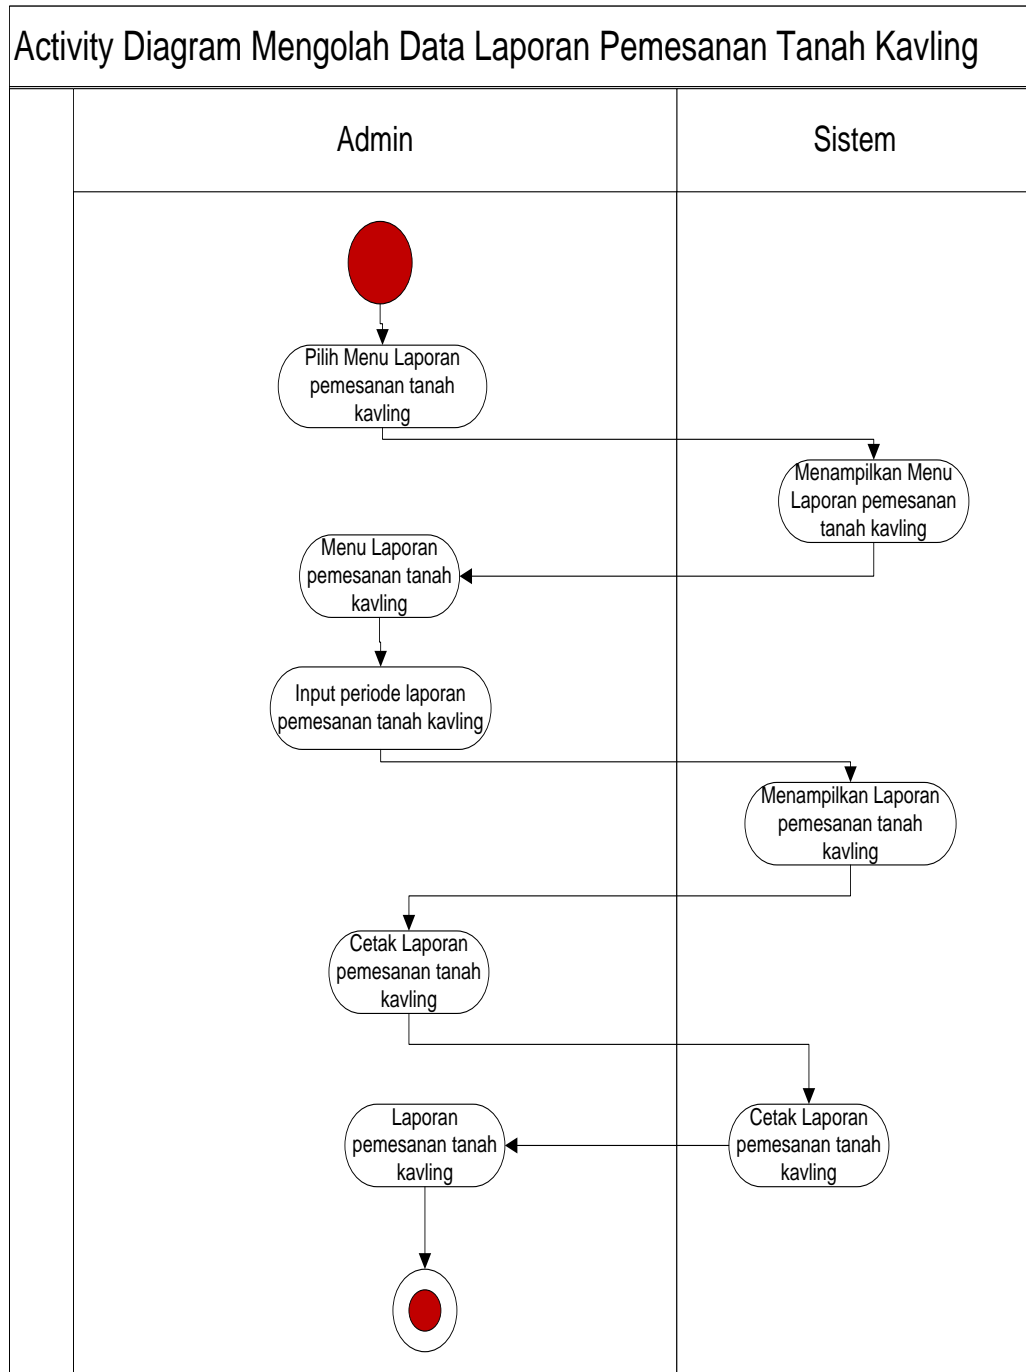 Activity Diagram Mengolah Data Laporan Pemesanan Tanah Kavling
Admin
Sistem
Pilih Menu Laporan
pemesanan tanah
kavling
Menampilkan Menu
Laporan pemesanan
tanah kavling
Menu Laporan
pemesanan tanah
kavling
Input periode laporan
pemesanan tanah kavling
Menampilkan Laporan
pemesanan tanah
kavling
Cetak Laporan
pemesanan tanah
kavling
Cetak Laporan
pemesanan tanah
kavling
Laporan
pemesanan tanah
kavling